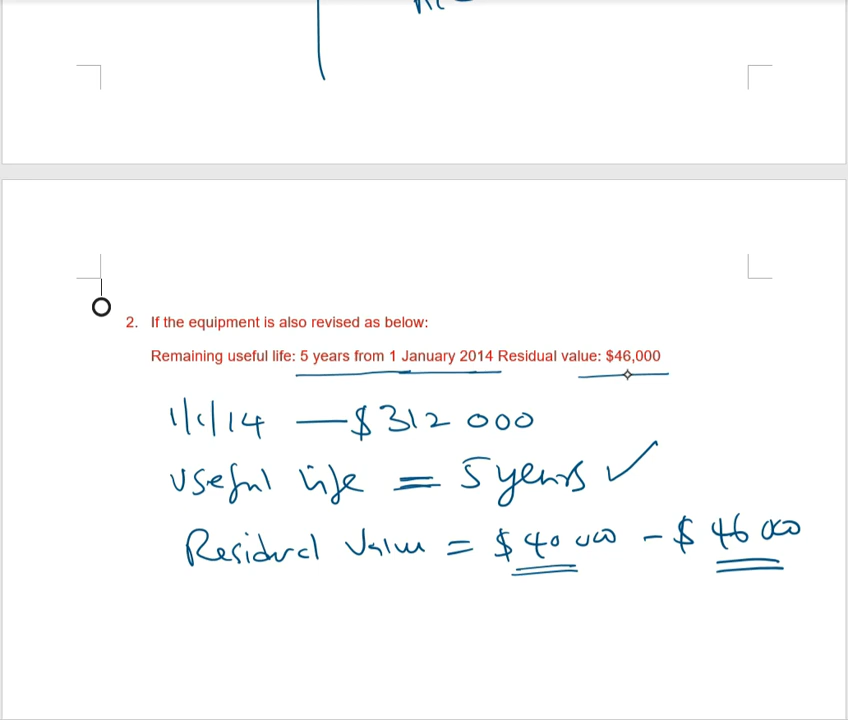 2. If the equipment is also revised as below:
Remaining useful life: 5 years from 1 January 2014 Residual value: $46,000
1/1/14 — $ 312 000
Useful life = 5 years ✓
Residual Value = $ 40 000 - $ 46 000